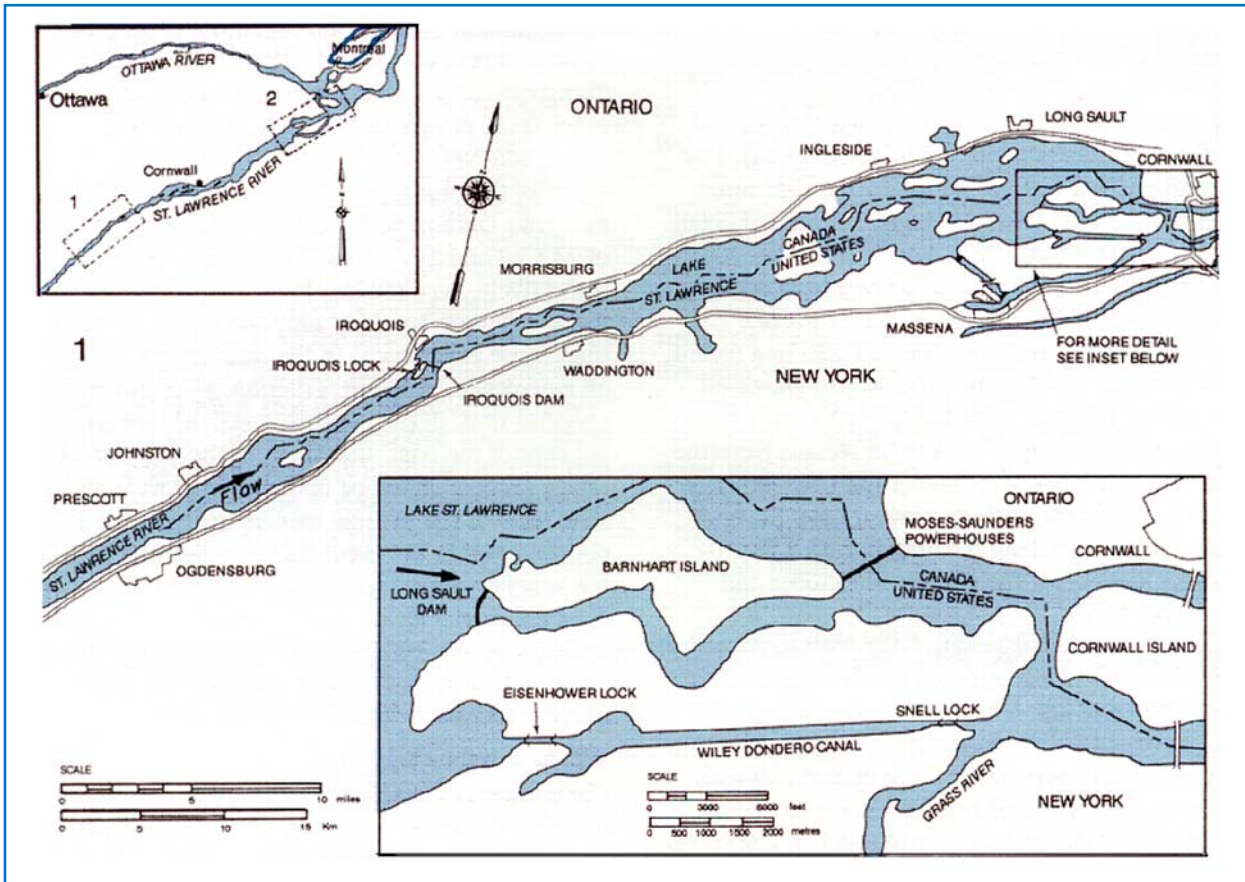 Montreal
OTTAWA RIVER
Ottawa
2
Cornwall
ST. LAWRENCE RIVER
1
ONTARIO
LONG SAULT
INGLESIDE
CORNWALL
CANADA
UNITED STATES
MORRISBURG
LAKE
ST. LAWRENCE
IROQUOIS
1
IROQUOIS LOCK
MASSENA
FOR MORE DETAIL
SEE INSET BELOW
WADDINGTON
NEW YORK
IROQUOIS DAM
JOHNSTON
Flow
PRESCOTT
ST. LAWRENCE RIVER
OGDENSBURG
LAKE ST. LAWRENCE
ONTARIO
MOSES-SAUNDERS
POWERHOUSES
CORNWALL
BARNHART ISLAND
CANADA
UNITED STATES
LONG SAULT
DAM
CORNWALL ISLAND
EISENHOWER LOCK
SNELL LOCK
WILEY DONDERO CANAL
GRASS RIVER
NEW YORK
SCALE
0 5 10 miles
0 5 10 15 Km
SCALE
0 3000 6000 feet
0 500 1000 1500 2000 metres